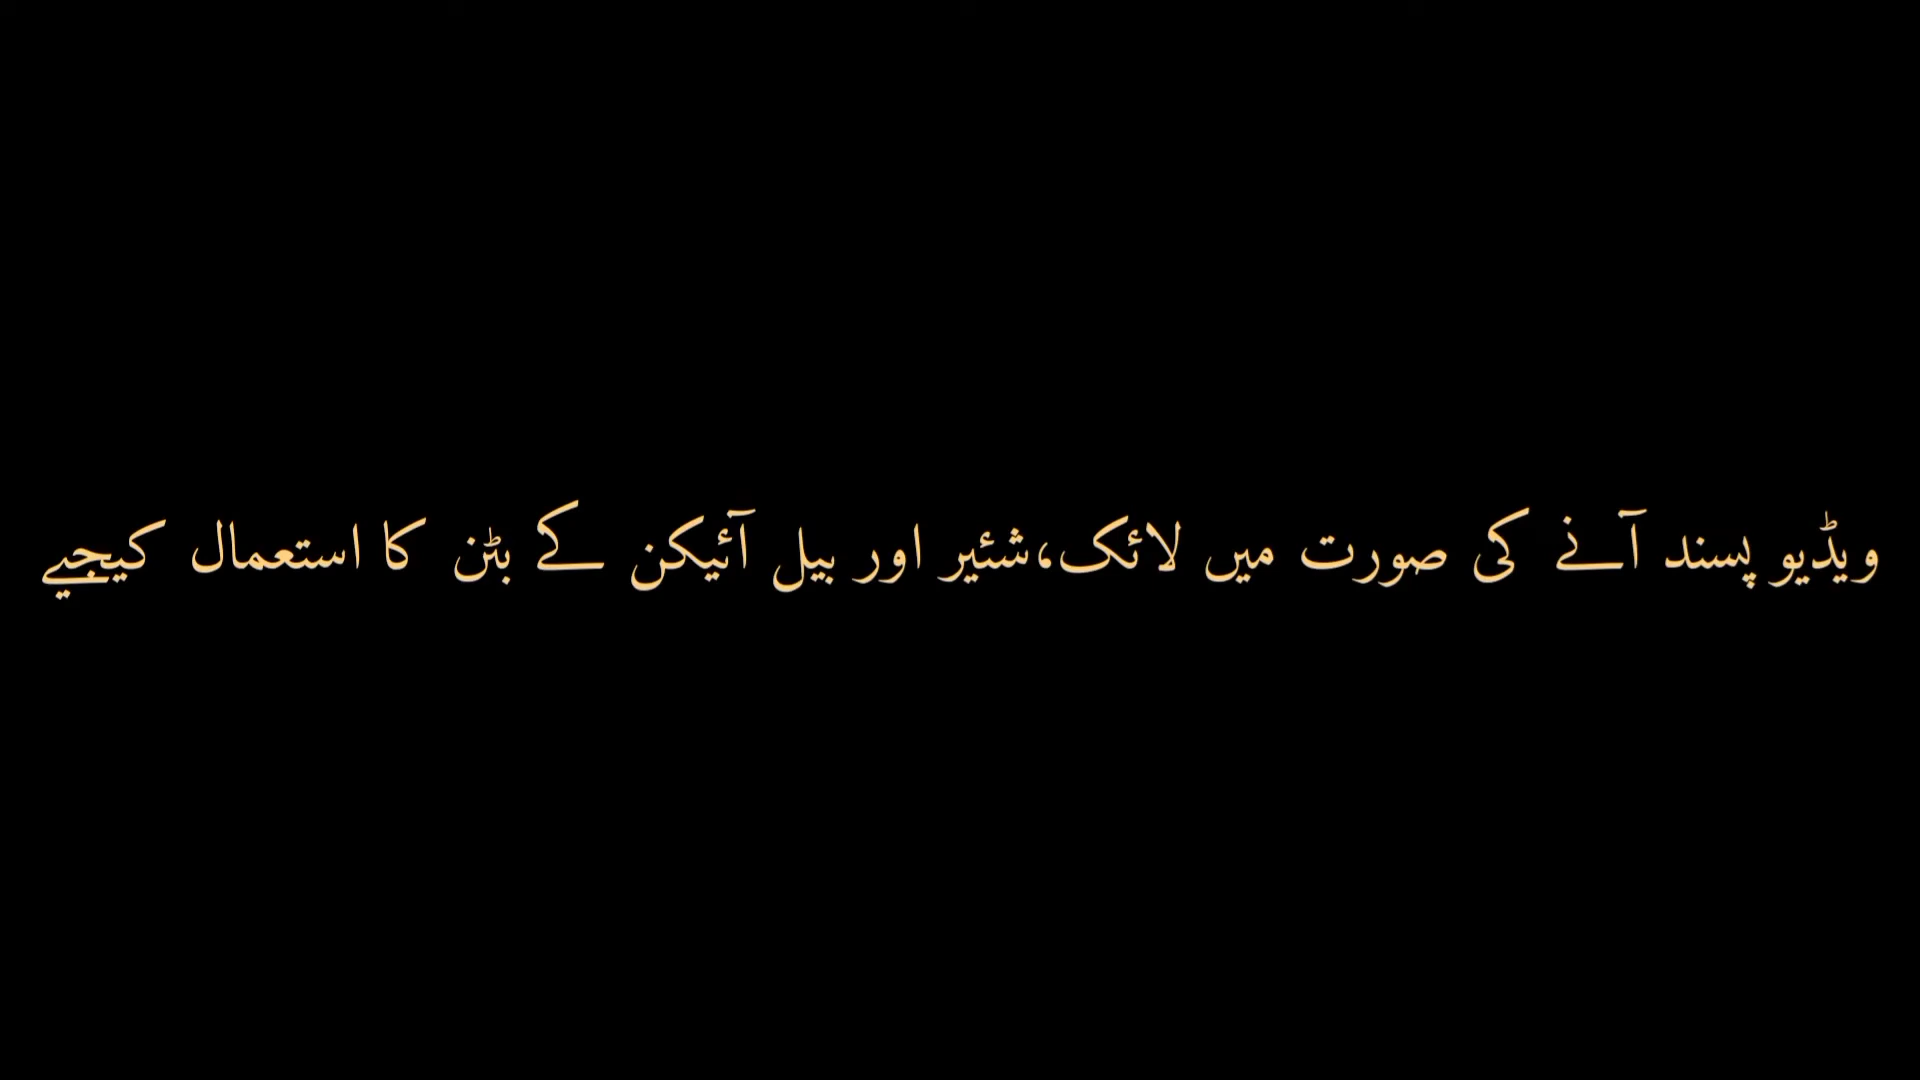 ویڈیو پسند آنے کی صورت میں لائک،شئیر اور بیل آئیکن کے بٹن کا استعمال کیجیے